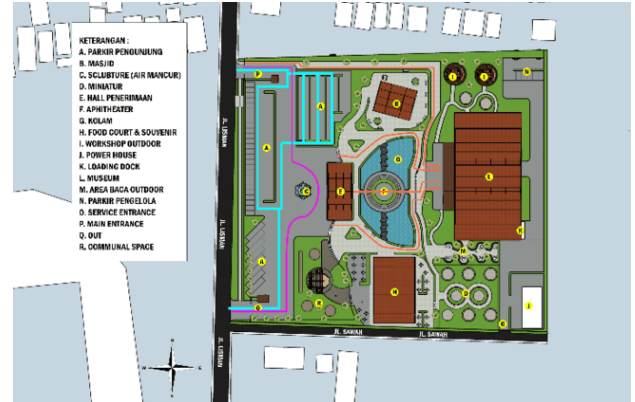 KETERANGAN :
A. PARKIR PENGUNJUNG
B. MASJID
C. SCLUBTURE (AIR MANCUR)
D. MINIATUR
E. HALL PENERIMAAN
F. APHITHEATER
G. KOLAM
H. FOOD COURT & SOUVENIR
I. WORKSHOP OUTDOOR
J. POWER HOUSE
K. LOADING DOCK
L. MUSEUM
M. AREA BACA OUTDOOR
N. PARKIR PENGELOLA
O. SERVICE ENTRANCE
P. MAIN ENTRANCE
Q. OUT
R. COMMUNAL SPACE
P
A
I
I
N
JL. USMAN
A
G
E
M
A
H
R
J
JL. USMAN
JL. SAWAH
JL. SAWAH
JL. USMAN